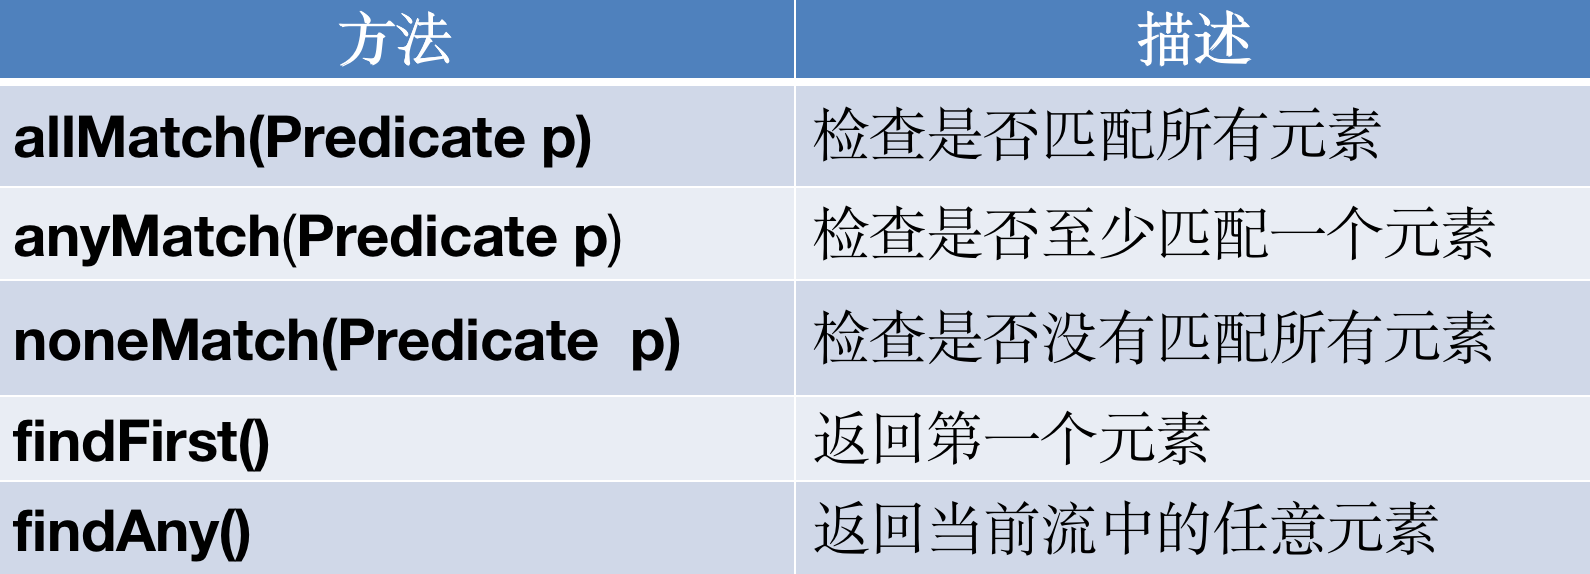 方法 描述
allMatch(Predicate p) 检查是否匹配所有元素
anyMatch(Predicate p) 检查是否至少匹配一个元素
noneMatch(Predicate  p) 检查是否没有匹配所有元素
findFirst() 返回第一个元素
findAny() 返回当前流中的任意元素